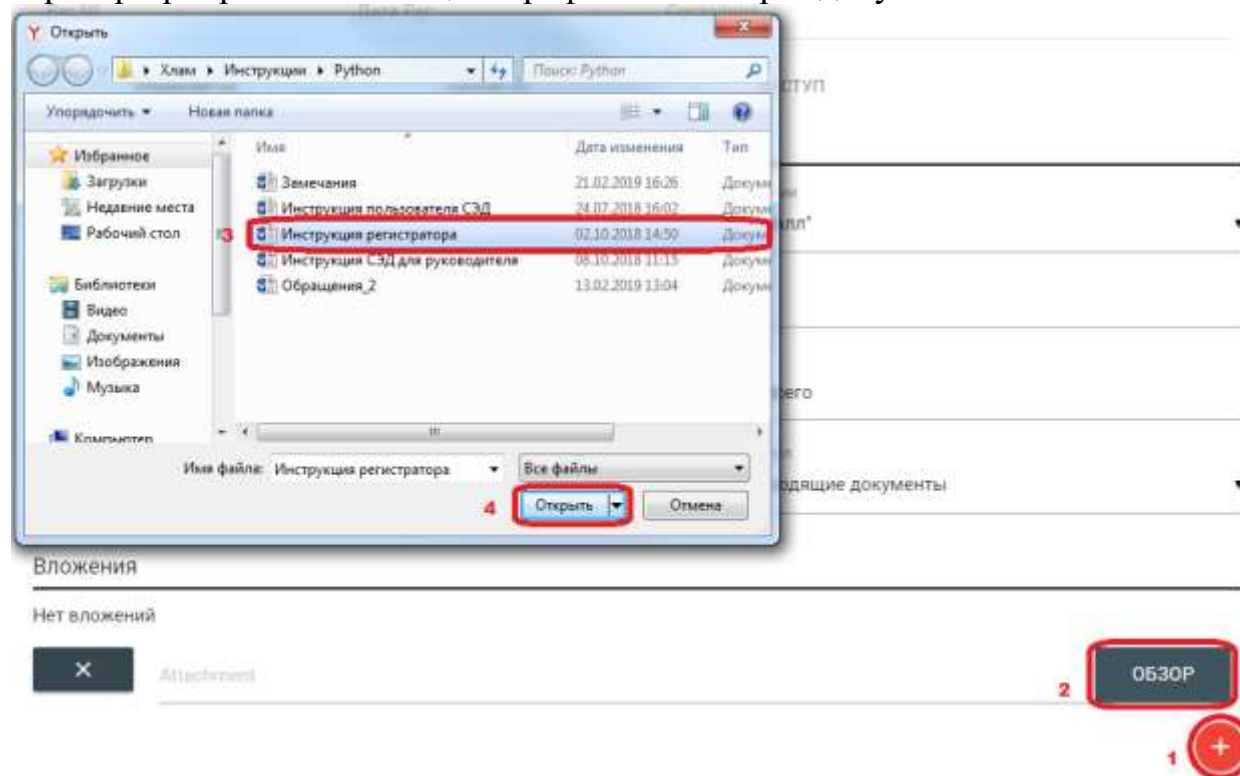 Открыть
Хлам ▸ Инструкции ▸ Python
Поиск: Python
Упорядочить
Новая папка
Имя
Дата изменения
Тип
Избранное
Загрузки
Недавние места
Рабочий стол
Библиотеки
Видео
Документы
Изображения
Музыка
Компьютер
Замечания 21.02.2019 16:26
Инструкция пользователя СЭД 24.07.2018 16:02
3 Инструкция регистратора 02.10.2018 14:50
Инструкция СЭД для руководителя 08.10.2018 11:15
Обращения_2 13.02.2019 13:04
Имя файла: Инструкция регистратора
Все файлы
4 Открыть
Отмена
документы
Вложения
Нет вложений
Attachment
2 ОБЗОР
1 +